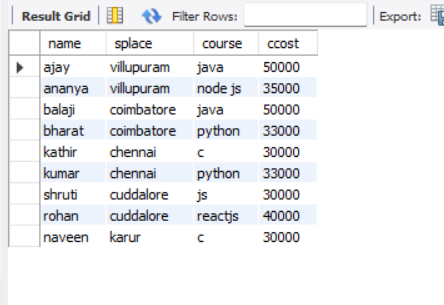 Result Grid Filter Rows: Export:
name splace course ccost
ajay villupuram java 50000
ananya villupuram node js 35000
balaji coimbatore java 50000
bharat coimbatore python 33000
kathir chennai c 30000
kumar chennai python 33000
shruti cuddalore js 30000
rohan cuddalore reactjs 40000
naveen karur c 30000